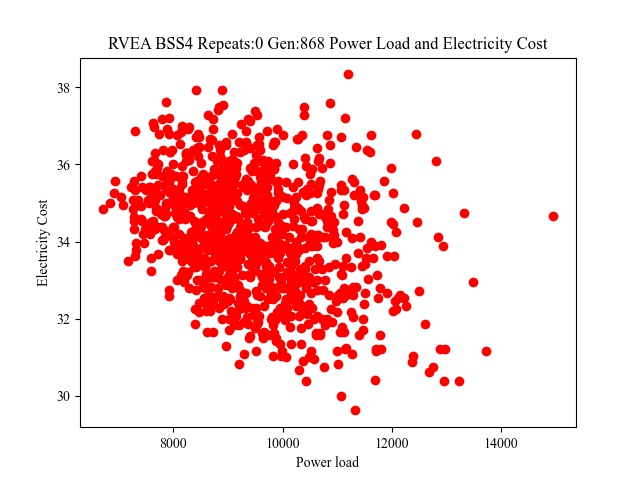 RVEA BSS4 Repeats:0 Gen:868 Power Load and Electricity Cost
38
36
34
32
30
Electricity Cost
8000 10000 12000 14000
Power load